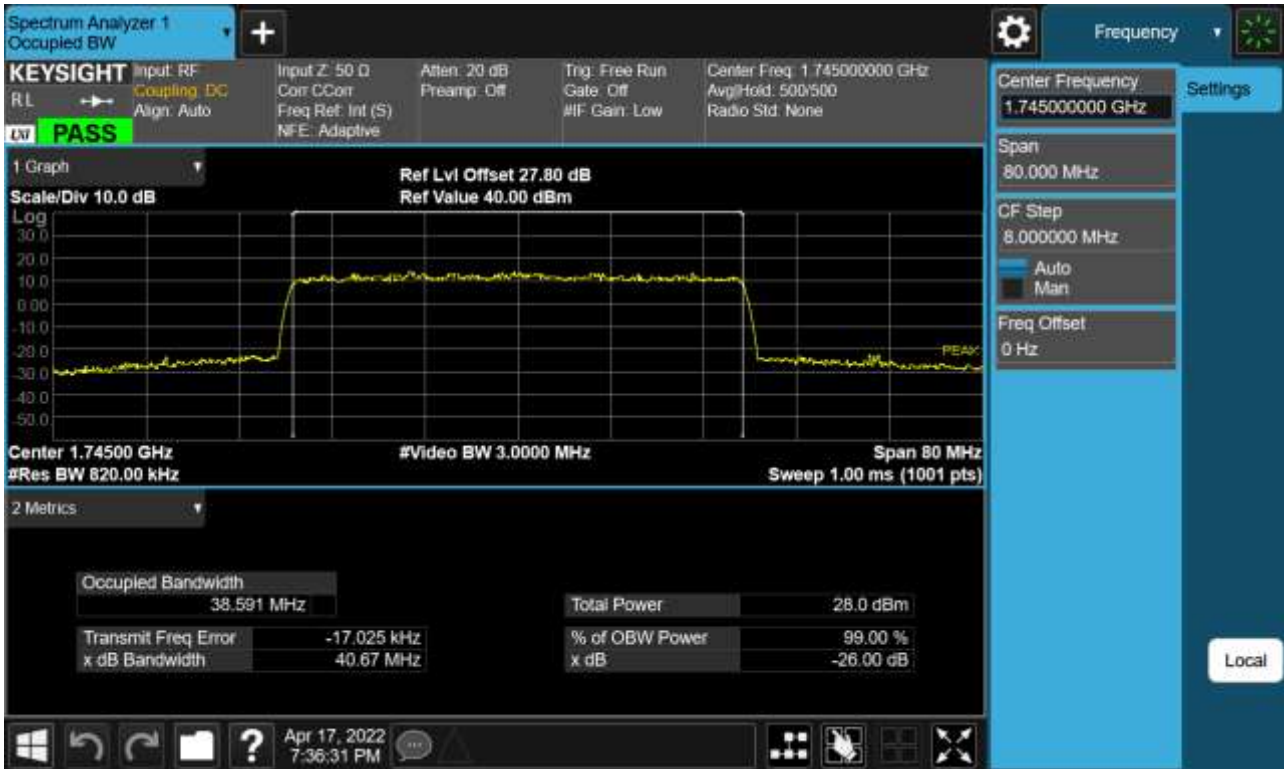 Spectrum Analyzer 1
Occupied BW
Frequency
KEYSIGHT
RL
LXI
PASS
Input: RF
Coupling: DC
Align: Auto
Input Z: 50 Ω
Corr CCorr
Freq Ref: Int (S)
NFE: Adaptive
Atten: 20 dB
Preamp: Off
Trig: Free Run
Gate: Off
#IF Gain: Low
Center Freq: 1.745000000 GHz
Avg|Hold: 500/500
Radio Std: None
Center Frequency
1.745000000 GHz
Settings
Span
80.000 MHz
CF Step
8.000000 MHz
Auto
Man
Freq Offset
0 Hz
Local
1 Graph
Scale/Div 10.0 dB
Ref Lvl Offset 27.80 dB
Ref Value 40.00 dBm
Log
30.0
20.0
10.0
0.00
-10.0
-20.0
-30.0
-40.0
-50.0
PEAK
Center 1.74500 GHz
#Res BW 820.00 kHz
#Video BW 3.0000 MHz
Span 80 MHz
Sweep 1.00 ms (1001 pts)
2 Metrics
Occupied Bandwidth
38.591 MHz
Transmit Freq Error -17.025 kHz
x dB Bandwidth 40.67 MHz
Total Power 28.0 dBm
% of OBW Power 99.00 %
x dB -26.00 dB
Apr 17, 2022
7:36:31 PM